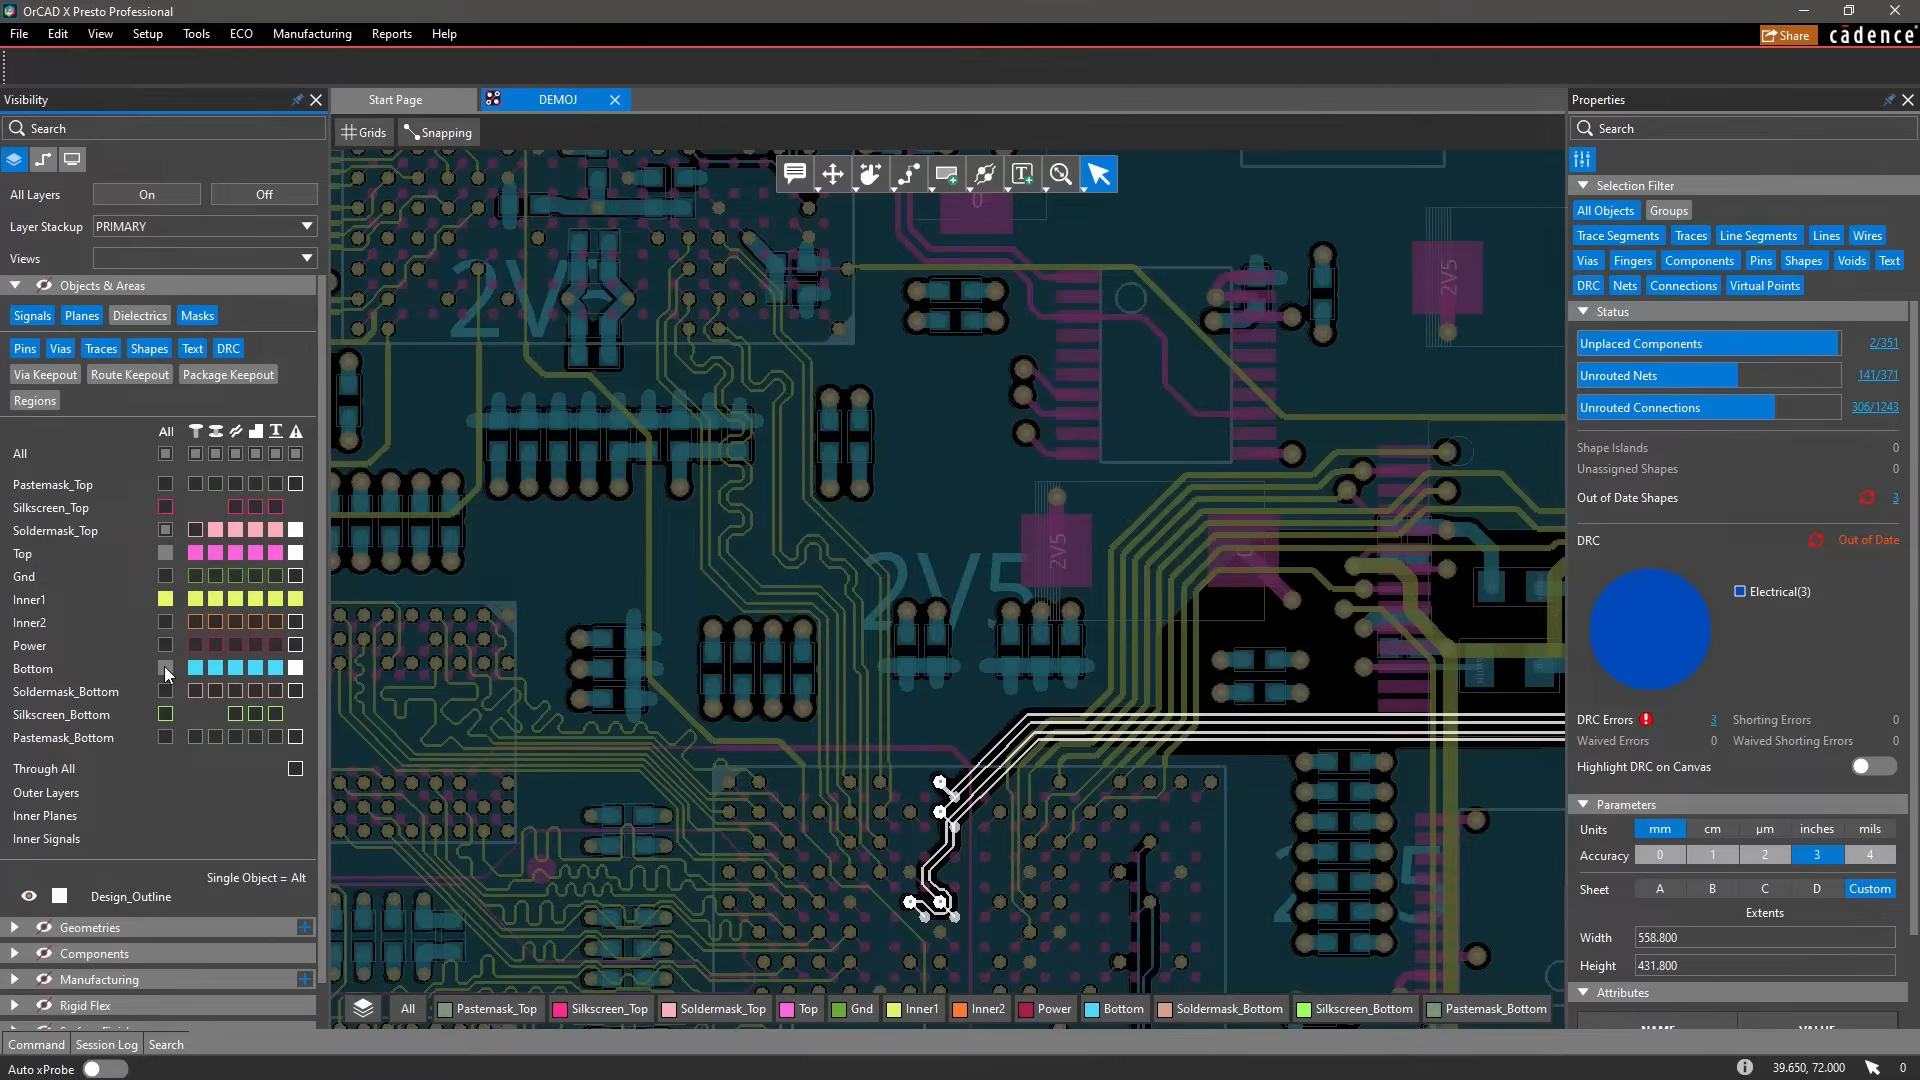 OrCAD X Presto Professional
File Edit View Setup Tools ECO Manufacturing Reports Help
Share
cādence
Visibility
Start Page
DEMOJ
Properties
Search
Grids
Snapping
Search
All Layers
On
Off
Layer Stackup
PRIMARY
Views
Objects & Areas
Signals
Planes
Dielectrics
Masks
Pins
Vias
Traces
Shapes
Text
DRC
Via Keepout
Route Keepout
Package Keepout
Regions
All
All
Pastemask_Top
Silkscreen_Top
Soldermask_Top
Top
Gnd
Inner1
Inner2
Power
Bottom
Soldermask_Bottom
Silkscreen_Bottom
Pastemask_Bottom
Through All
Outer Layers
Inner Planes
Inner Signals
Single Object = Alt
Design_Outline
Geometries
Components
Manufacturing
Rigid Flex
2V
2V5
2V5
2V5
Selection Filter
All Objects
Groups
Trace Segments
Traces
Line Segments
Lines
Wires
Vias
Fingers
Components
Pins
Shapes
Voids
Text
DRC
Nets
Connections
Virtual Points
Status
Unplaced Components 2/351
Unrouted Nets 141/371
Unrouted Connections 306/1243
Shape Islands 0
Unassigned Shapes 0
Out of Date Shapes 3
DRC Out of Date
Electrical(3)
DRC Errors 3 Shorting Errors 0
Waived Errors 0 Waived Shorting Errors 0
Highlight DRC on Canvas
Parameters
Units mm cm µm inches mils
Accuracy 0 1 2 3 4
Sheet A B C D Custom
Extents
Width 558.800
Height 431.800
Attributes
NAME VALUE
All
Pastemask_Top
Silkscreen_Top
Soldermask_Top
Top
Gnd
Inner1
Inner2
Power
Bottom
Soldermask_Bottom
Silkscreen_Bottom
Pastemask_Bottom
Command
Session Log
Search
Auto xProbe
39.650, 72.000
0